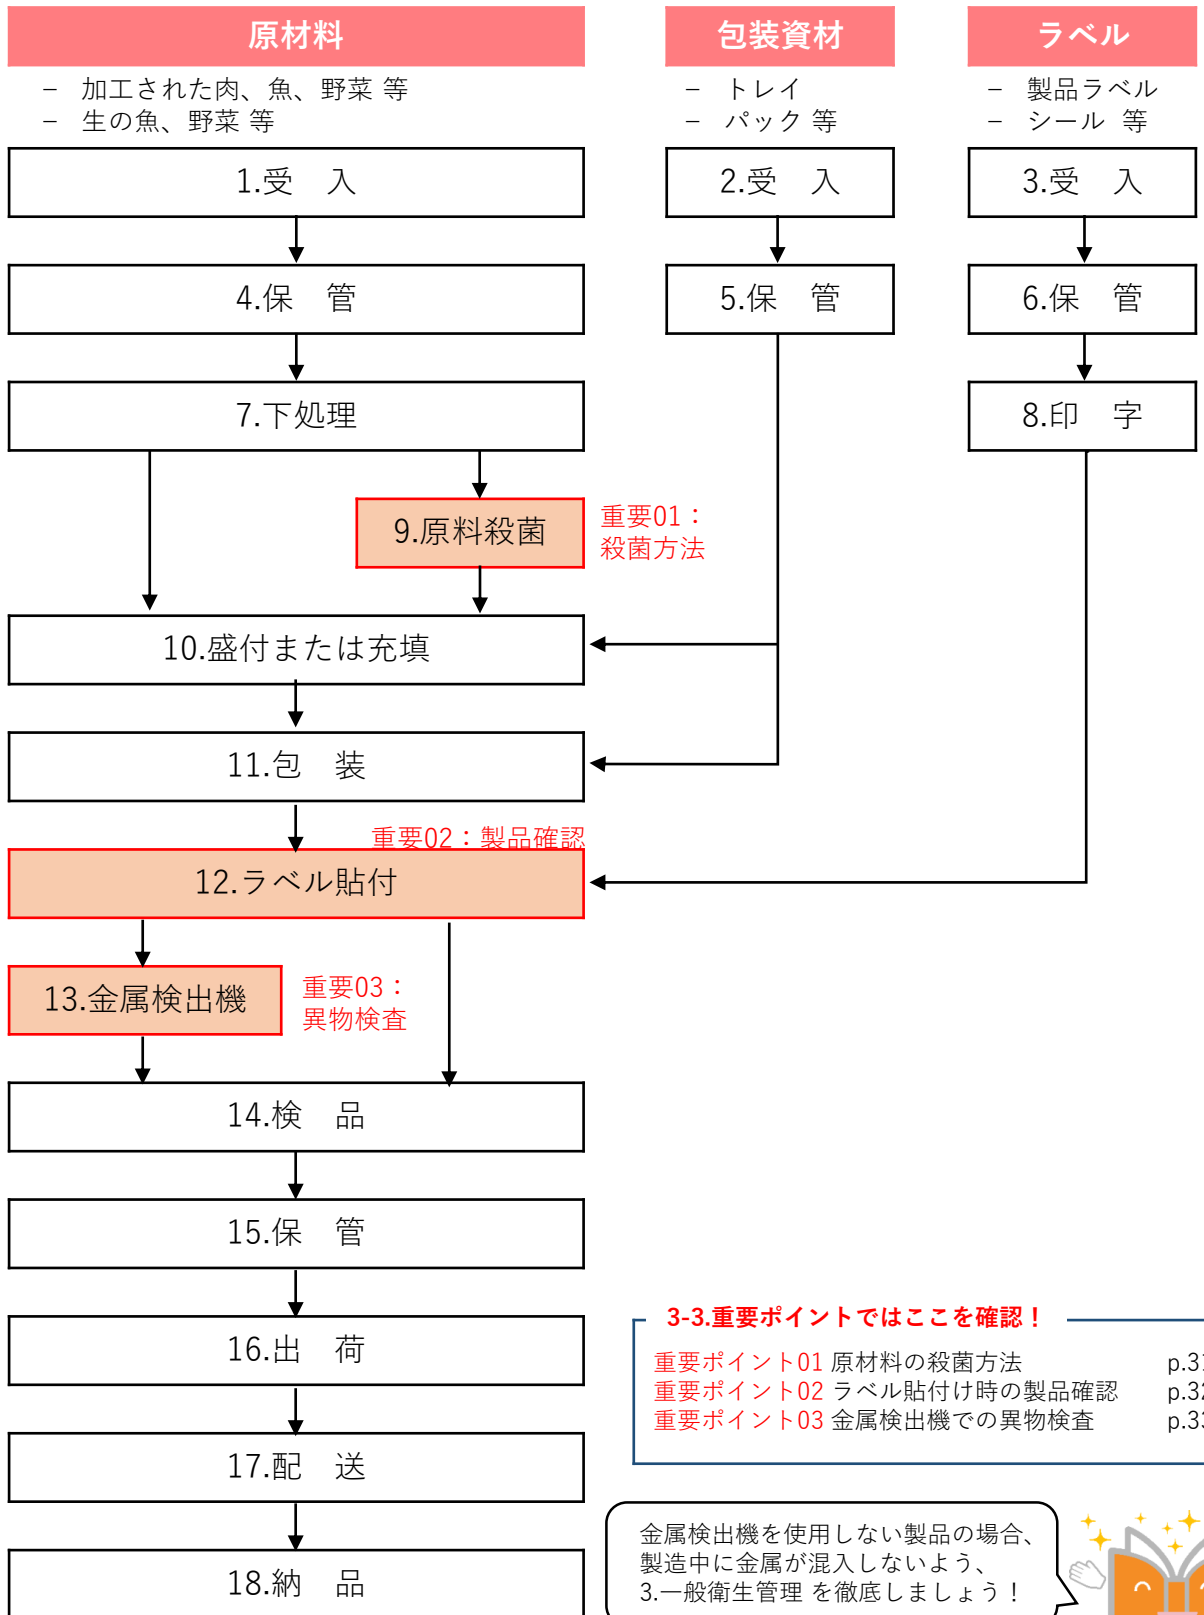 原材料
包装資材
ラベル
– 加工された肉、魚、野菜 等
– 生の魚、野菜 等
– トレイ
– パック 等
– 製品ラベル
– シール 等
1.受　入
2.受　入
3.受　入
4.保　管
5.保　管
6.保　管
7.下処理
8.印　字
9.原料殺菌
重要01：
殺菌方法
10.盛付または充填
11.包　装
重要02：製品確認
12.ラベル貼付
13.金属検出機
重要03：
異物検査
14.検　品
15.保　管
16.出　荷
17.配　送
18.納　品
3-3.重要ポイントではここを確認！
重要ポイント01 原材料の殺菌方法 p.31
重要ポイント02 ラベル貼付け時の製品確認 p.32
重要ポイント03 金属検出機での異物検査 p.33
金属検出機を使用しない製品の場合、
製造中に金属が混入しないよう、
3.一般衛生管理 を徹底しましょう！